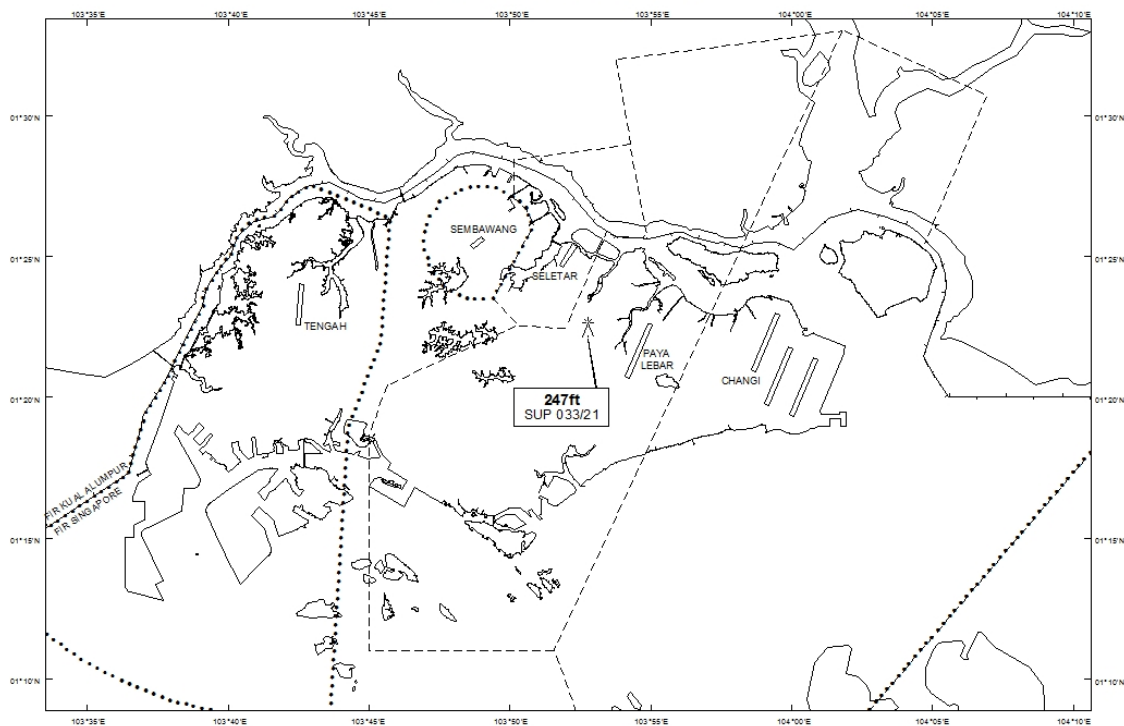 103°35'E 103°40'E 103°45'E 103°50'E 103°55'E 104°00'E 104°05'E 104°10'E
01°30'N 01°30'N
SEMBAWANG
01°25'N 01°25'N
SELETAR
TENGAH
PAYA
LEBAR
CHANGI
247ft
SUP 033/21
01°20'N 01°20'N
FIR KUALALUMPUR
FIR SINGAPORE
01°15'N 01°15'N
01°10'N 01°10'N
103°35'E 103°40'E 103°45'E 103°50'E 103°55'E 104°00'E 104°05'E 104°10'E